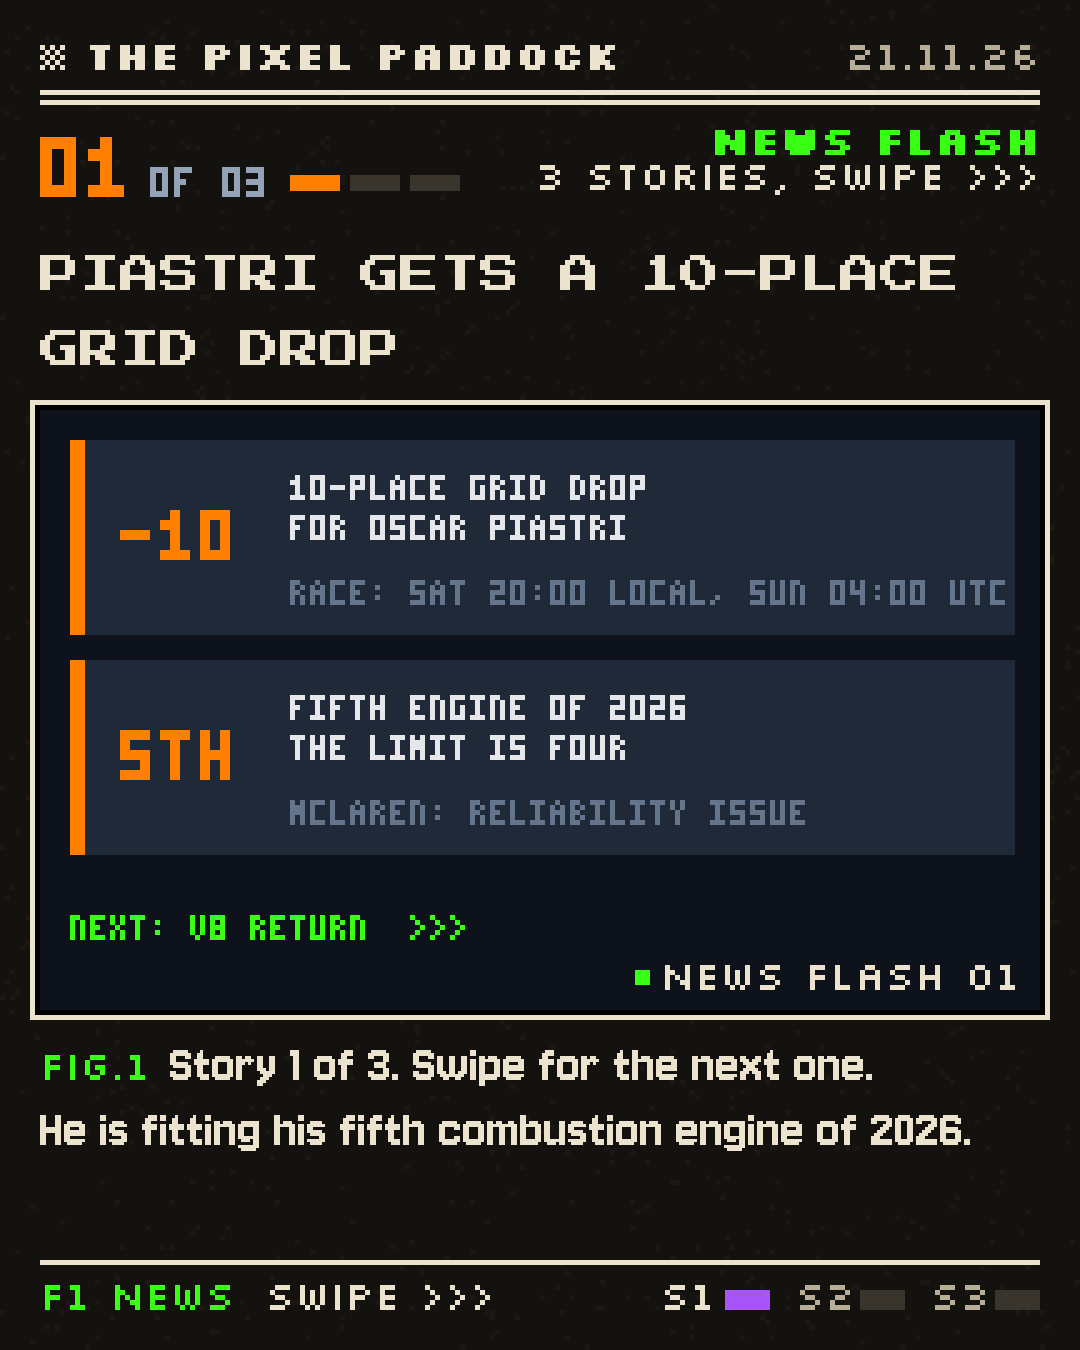 THE PIXEL PADDOCK
21.11.26
01 OF 03
NEWS FLASH
3 STORIES, SWIPE >>>
PIASTRI GETS A 10-PLACE
GRID DROP
-10
10-PLACE GRID DROP
FOR OSCAR PIASTRI
RACE: SAT 20:00 LOCAL, SUN 04:00 UTC
5TH
FIFTH ENGINE OF 2026
THE LIMIT IS FOUR
MCLAREN: RELIABILITY ISSUE
NEXT: V8 RETURN >>>
NEWS FLASH 01
FIG.1 Story 1 of 3. Swipe for the next one.
He is fitting his fifth combustion engine of 2026.
F1 NEWS SWIPE >>>
S1 S2 S3